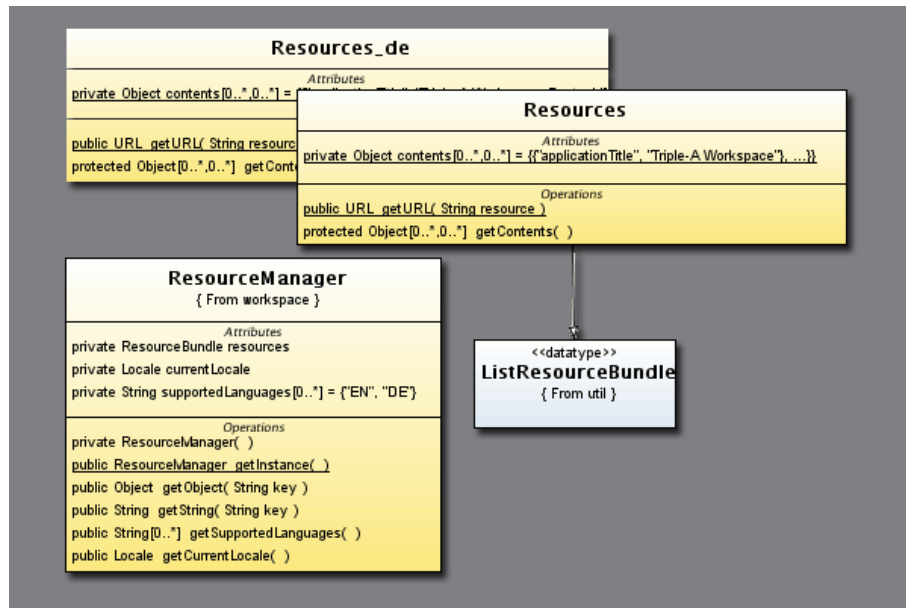 Resources_de
Attributes
private Object contents[0..*,0..*] =
public URL getURL( String resourc
protected Object[0..*,0..*] getCont
Resources
Attributes
private Object contents[0..*,0..*] = {{"applicationTitle", "Triple-A Workspace"}, ...}}
Operations
public URL getURL( String resource )
protected Object[0..*,0..*] getContents( )
ResourceManager
{ From workspace }
Attributes
private ResourceBundle resources
private Locale currentLocale
private String supportedLanguages[0..*] = {"EN", "DE"}
Operations
private ResourceManager( )
public ResourceManager getInstance( )
public Object getObject( String key )
public String getString( String key )
public String[0..*] getSupportedLanguages( )
public Locale getCurrentLocale( )
<<datatype>>
ListResourceBundle
{ From util }